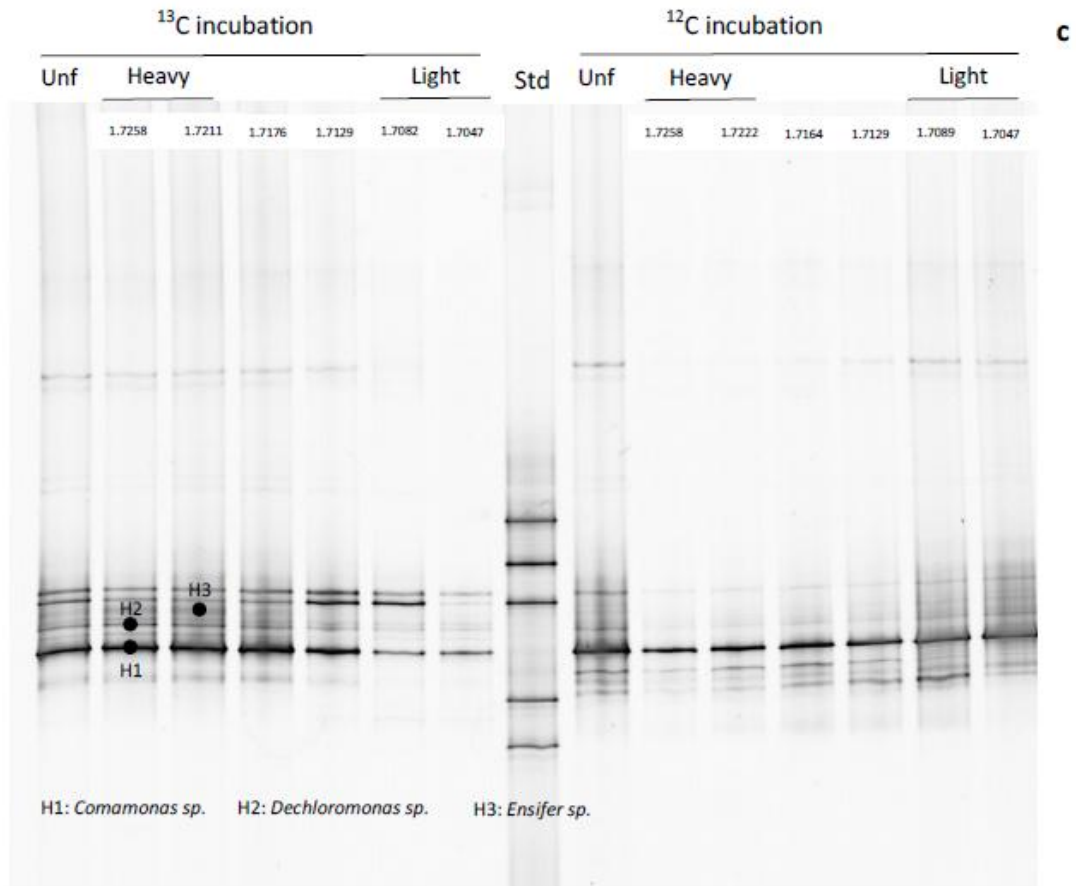 ¹³C incubation ¹²C incubation c
Unf Heavy Light Std Unf Heavy Light
1.7258 1.7211 1.7176 1.7129 1.7082 1.7047 1.7258 1.7222 1.7164 1.7129 1.7089 1.7047
H3
H2
H1
H1: Comamonas sp. H2: Dechloromonas sp. H3: Ensifer sp.